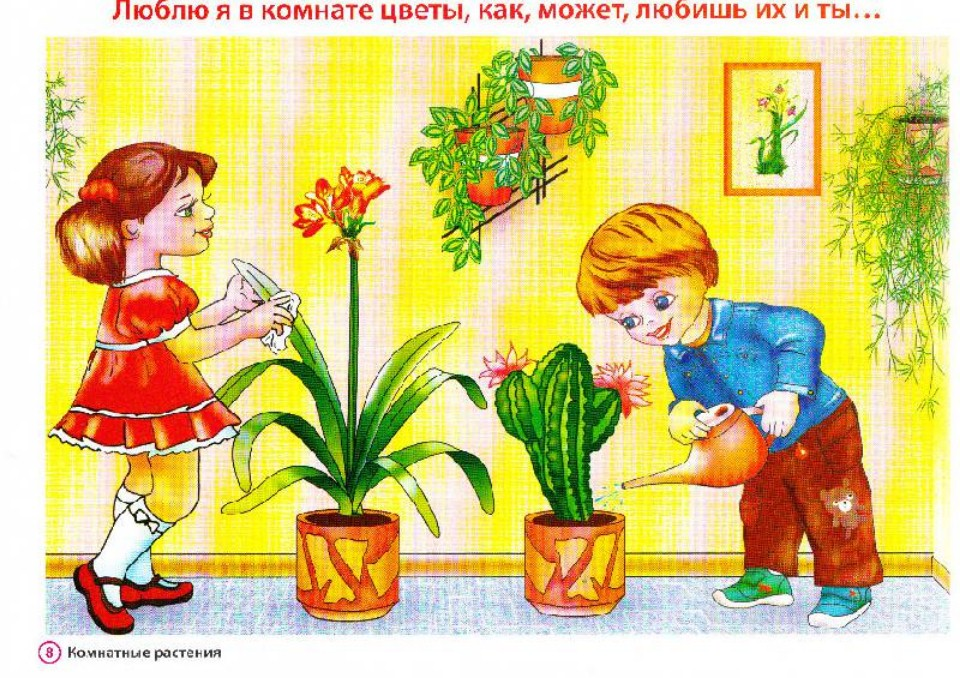 Люблю я в комнате цветы, как, может, любишь их и ты...
8 Комнатные растения